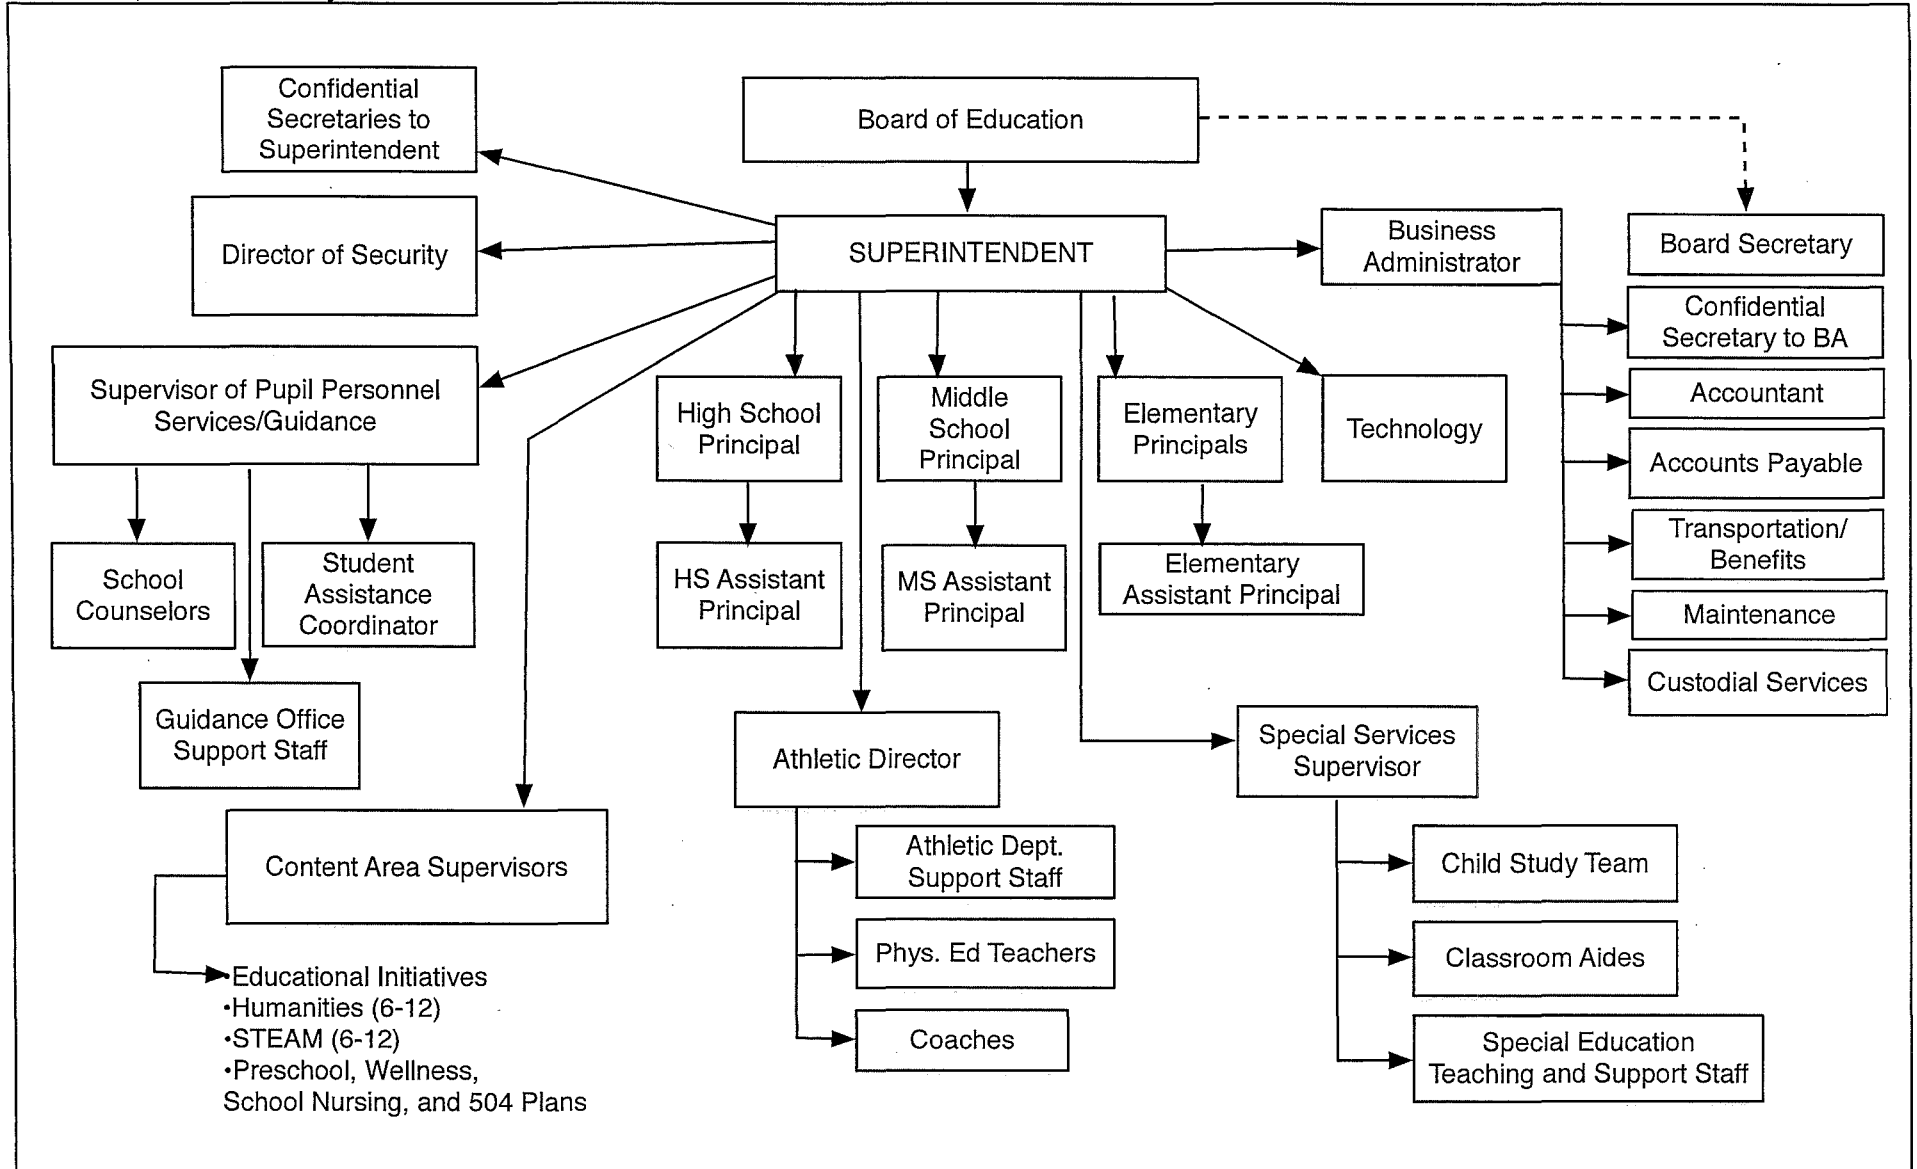 Confidential
Secretaries to
Superintendent
Board of Education
Director of Security
SUPERINTENDENT
Business
Administrator
Board Secretary
Confidential
Secretary to BA
Accountant
Accounts Payable
Transportation/
Benefits
Maintenance
Custodial Services
Supervisor of Pupil Personnel
Services/Guidance
High School
Principal
Middle
School
Principal
Elementary
Principals
Technology
School
Counselors
Student
Assistance
Coordinator
HS Assistant
Principal
MS Assistant
Principal
Elementary
Assistant Principal
Guidance Office
Support Staff
Athletic Director
Special Services
Supervisor
Content Area Supervisors
Athletic Dept.
Support Staff
Child Study Team
Phys. Ed Teachers
Classroom Aides
Coaches
Special Education
Teaching and Support Staff
•Educational Initiatives
•Humanities (6-12)
•STEAM (6-12)
•Preschool, Wellness,
School Nursing, and 504 Plans